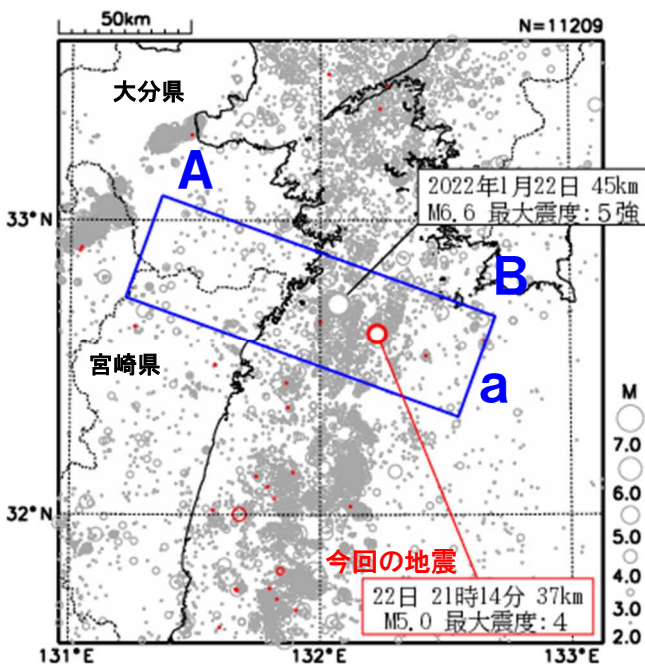 50km
N=11209
大分県
A
2022年1月22日 45km
M6.6 最大震度:5強
33°N
B
宮崎県
a
M
7.0
6.0
5.0
4.0
3.0
2.0
32°N
今回の地震
22日 21時14分 37km
M5.0 最大震度:4
131°E
132°E
133°E